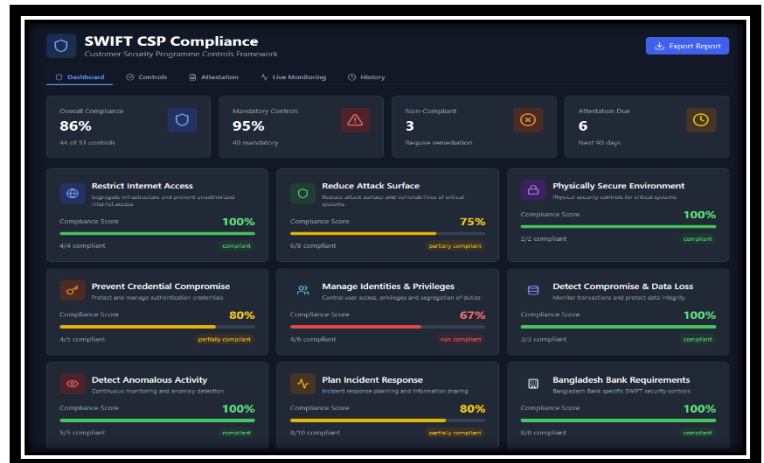 SWIFT CSP Compliance
Customer Security Programme Controls Framework
Export Report
Dashboard
Controls
Attestation
Live Monitoring
History
Overall Compliance
86%
44 of 51 controls
Mandatory Controls
95%
40 mandatory
Non-Compliant
3
Require remediation
Attestation Due
6
Next 90 days
Restrict Internet Access
Segregate infrastructure and prevent unauthorized
internet access
Compliance Score 100%
4/4 compliant compliant
Reduce Attack Surface
Reduce attack surface and vulnerabilities of critical
systems
Compliance Score 75%
6/8 compliant partially compliant
Physically Secure Environment
Physical security controls for critical systems
Compliance Score 100%
2/2 compliant compliant
Prevent Credential Compromise
Protect and manage authentication credentials
Compliance Score 80%
4/5 compliant partially compliant
Manage Identities & Privileges
Control user access, privileges and segregation of duties
Compliance Score 67%
4/6 compliant non compliant
Detect Compromise & Data Loss
Monitor transactions and protect data integrity
Compliance Score 100%
3/3 compliant compliant
Detect Anomalous Activity
Continuous monitoring and anomaly detection
Compliance Score 100%
5/5 compliant compliant
Plan Incident Response
Incident response planning and information sharing
Compliance Score 80%
8/10 compliant partially compliant
Bangladesh Bank Requirements
Bangladesh Bank specific SWIFT security controls
Compliance Score 100%
8/8 compliant compliant